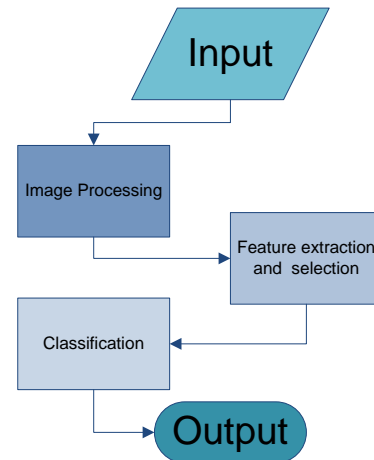 Input
Image Processing
Feature extraction
and selection
Classification
Output